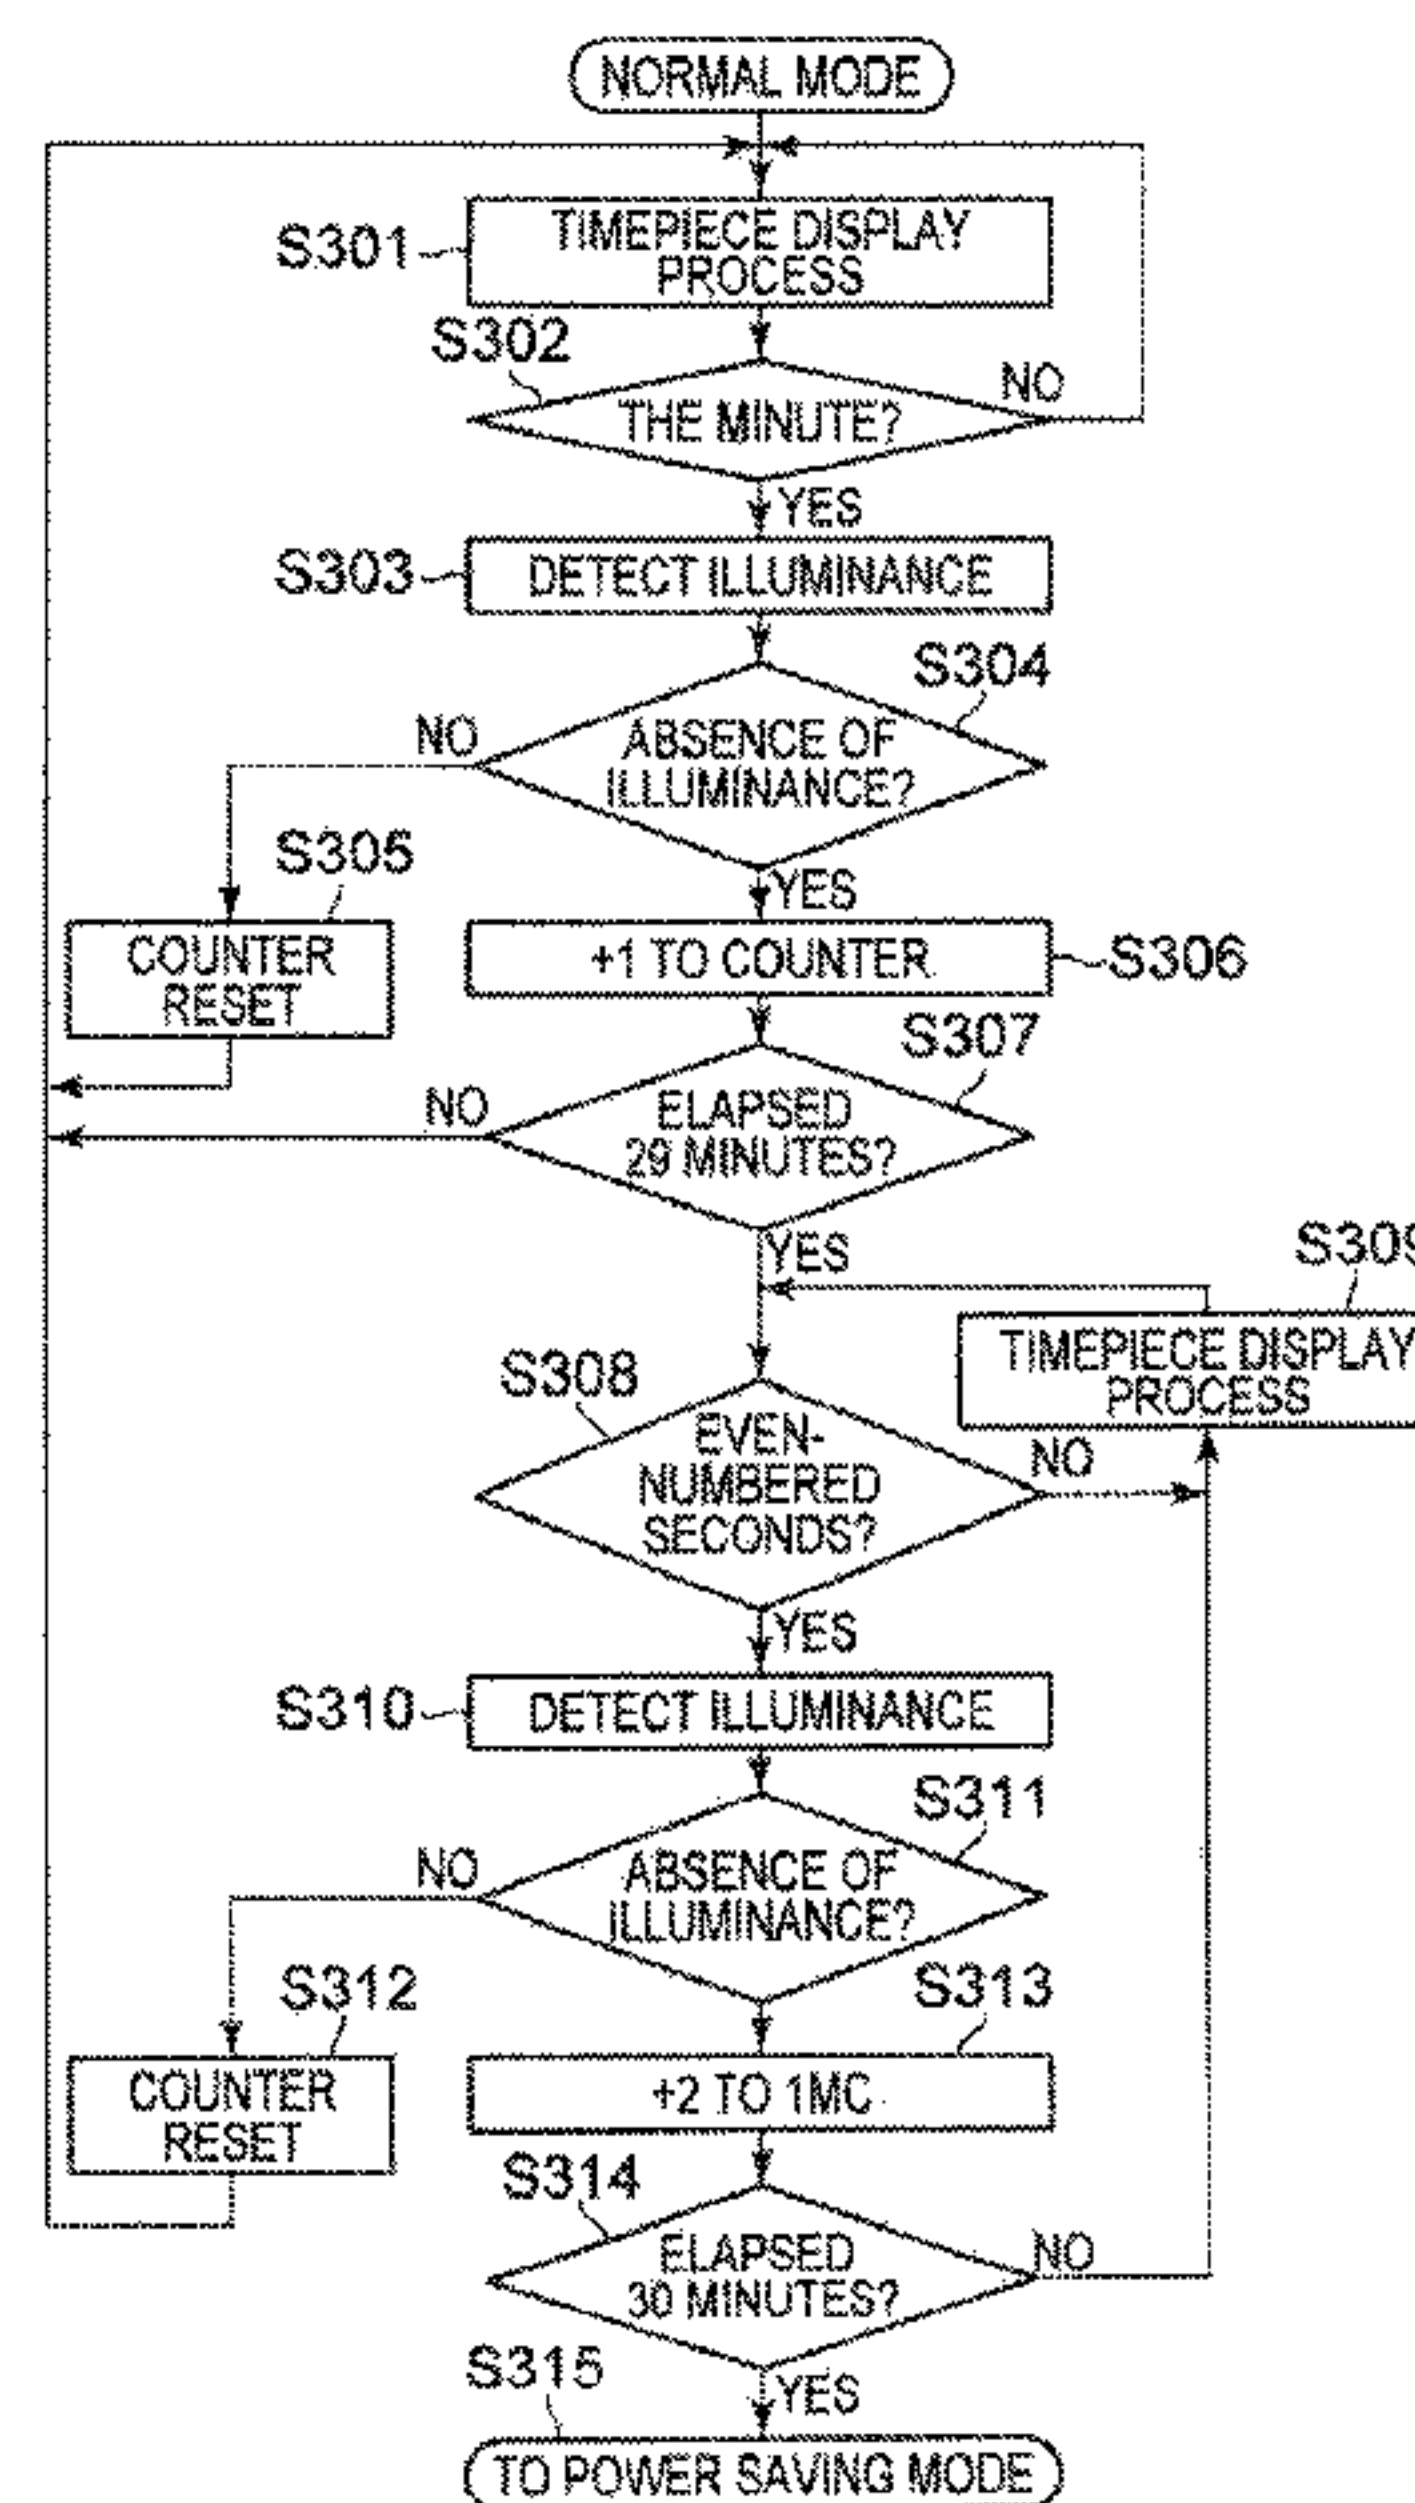 NORMAL MODE
S301
TIMEPIECE DISPLAY
PROCESS
S302
THE MINUTE?
NO
YES
S303
DETECT ILLUMINANCE
S304
NO
ABSENCE OF
ILLUMINANCE?
YES
S305
COUNTER
RESET
+1 TO COUNTER
S306
S307
NO
ELAPSED
29 MINUTES?
YES
S309
TIMEPIECE DISPLAY
PROCESS
S308
EVEN-
NUMBERED
SECONDS?
NO
YES
S310
DETECT ILLUMINANCE
S311
NO
ABSENCE OF
ILLUMINANCE?
S312
COUNTER
RESET
S313
+2 TO 1MC
S314
ELAPSED
30 MINUTES?
NO
YES
S315
TO POWER SAVING MODE